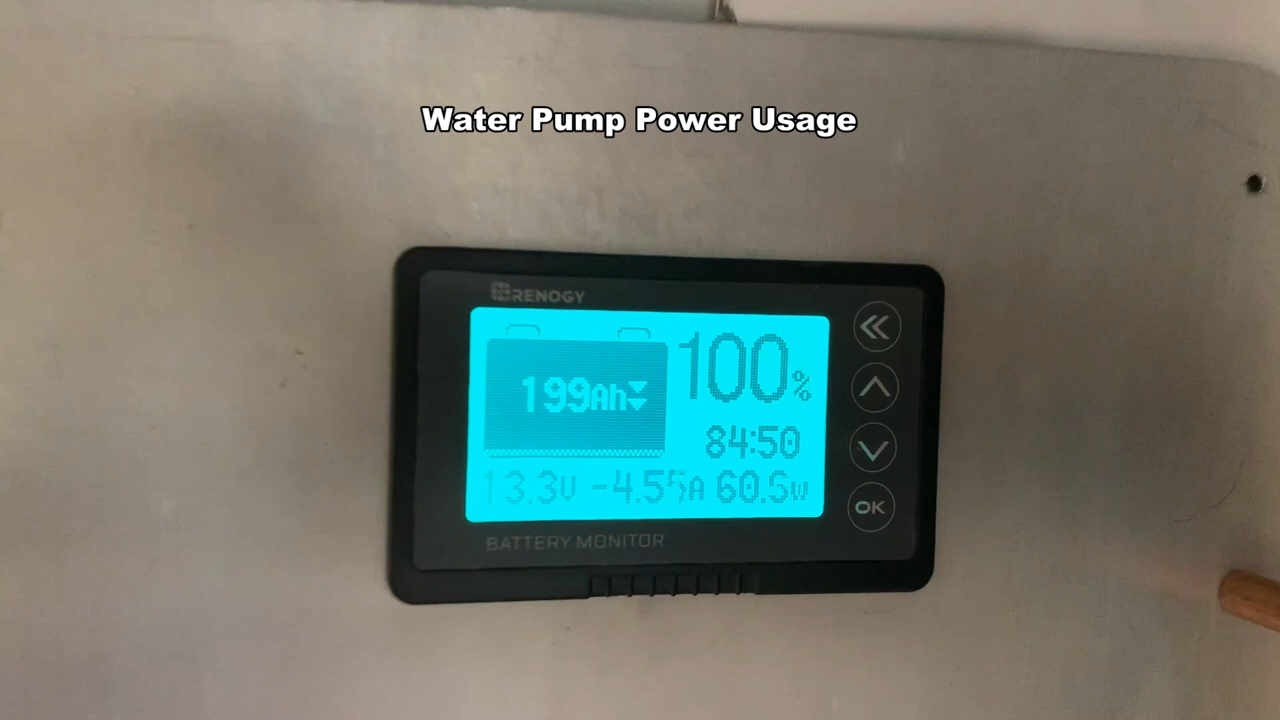 Water Pump Power Usage
RENOGY
100%
199Ah
84:50
13.3V -4.55A 60.5W
OK
BATTERY MONITOR